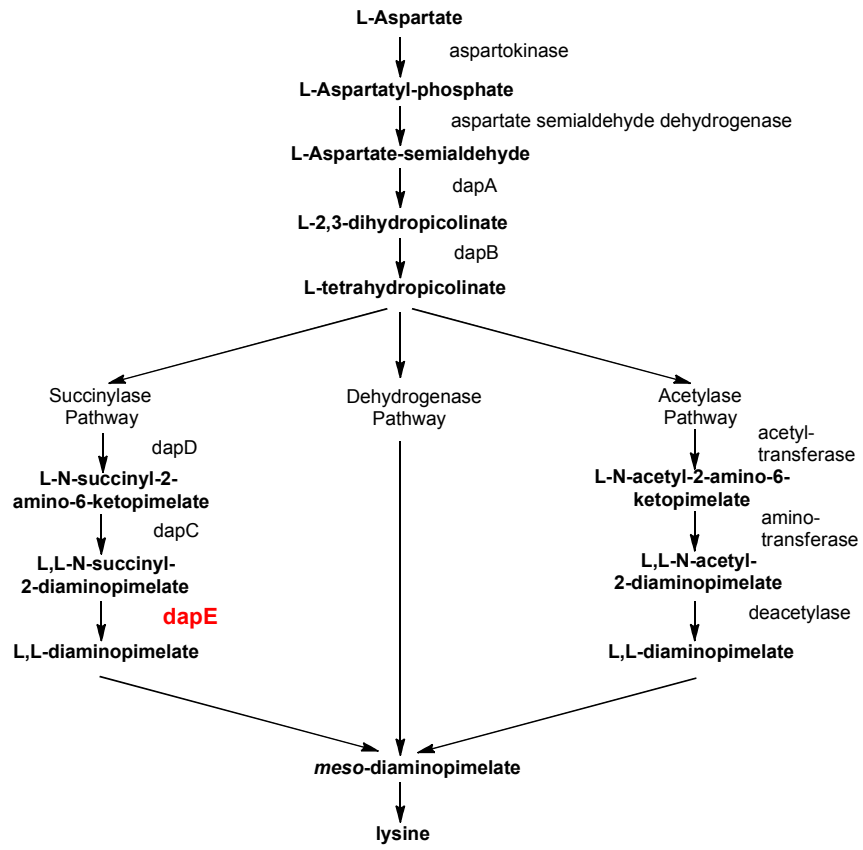 L-Aspartate
aspartokinase
L-Aspartatyl-phosphate
aspartate semialdehyde dehydrogenase
L-Aspartate-semialdehyde
dapA
L-2,3-dihydropicolinate
dapB
L-tetrahydropicolinate
Succinylase
Pathway
dapD
L-N-succinyl-2-
amino-6-ketopimelate
dapC
L,L-N-succinyl-
2-diaminopimelate
dapE
L,L-diaminopimelate
Dehydrogenase
Pathway
Acetylase
Pathway
acetyl-
transferase
L-N-acetyl-2-amino-6-
ketopimelate
amino-
transferase
L,L-N-acetyl-
2-diaminopimelate
deacetylase
L,L-diaminopimelate
meso-diaminopimelate
lysine